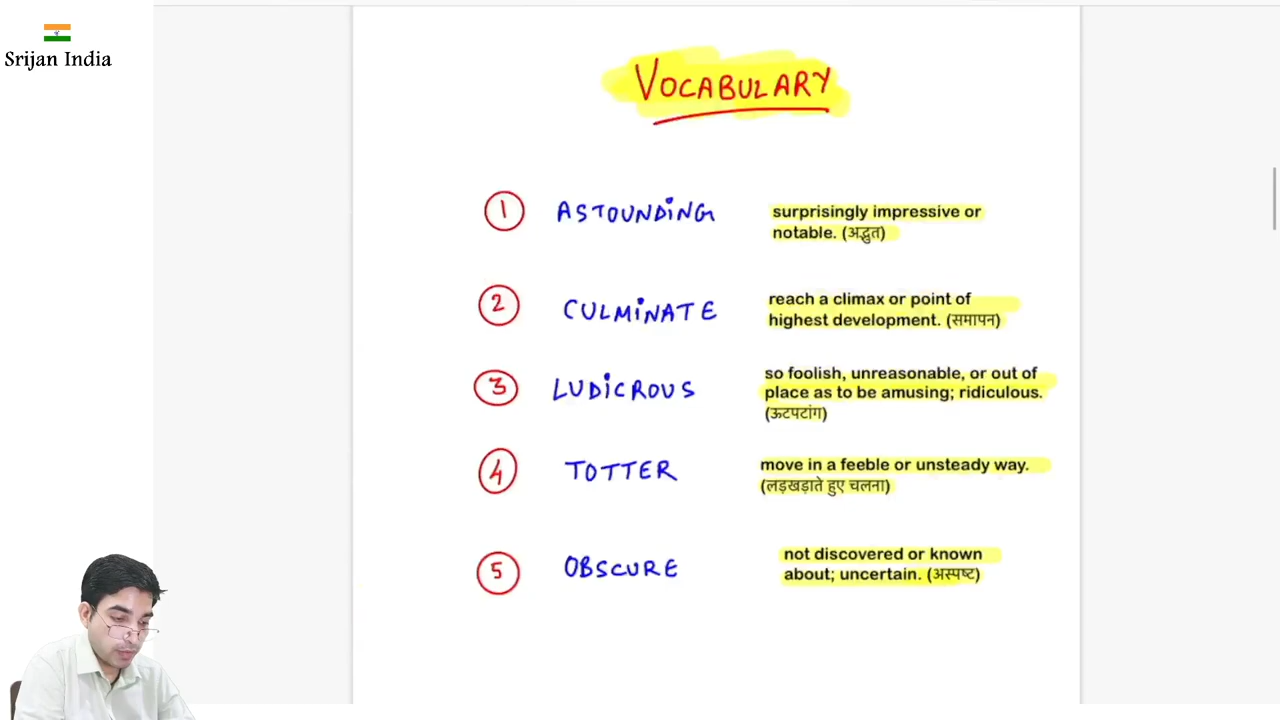 Srijan India
VOCABULARY
1 ASTOUNDING surprisingly impressive or
notable. (अद्भुत)
2 CULMINATE reach a climax or point of
highest development. (समापन)
3 LUDICROUS so foolish, unreasonable, or out of
place as to be amusing; ridiculous.
(ऊटपटांग)
4 TOTTER move in a feeble or unsteady way.
(लड़खड़ाते हुए चलना)
5 OBSCURE not discovered or known
about; uncertain. (अस्पष्ट)